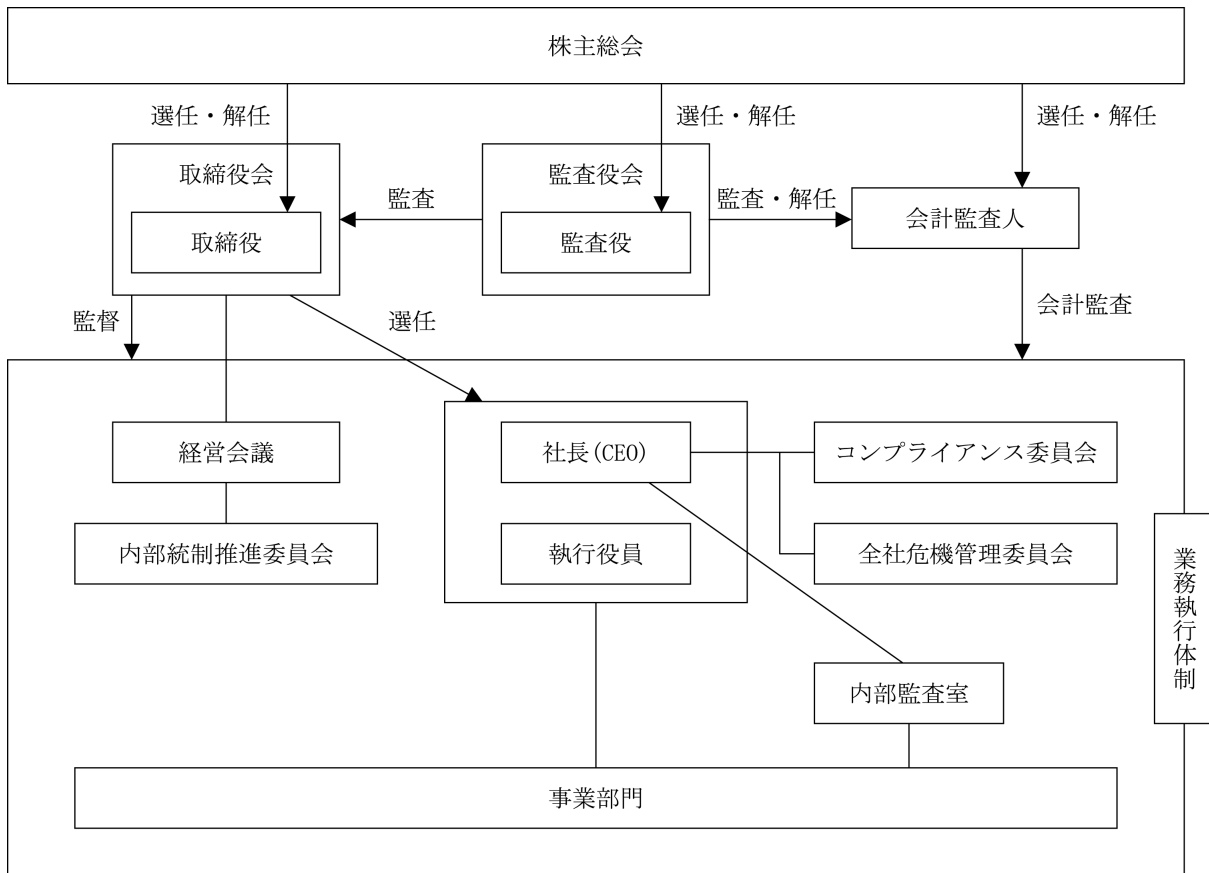 株主総会
選任・解任
選任・解任
選任・解任
取締役会
監査役会
監査
監査・解任
会計監査人
取締役
監査役
監督
選任
会計監査
経営会議
社長(CEO)
コンプライアンス委員会
内部統制推進委員会
執行役員
全社危機管理委員会
業務執行体制
内部監査室
事業部門